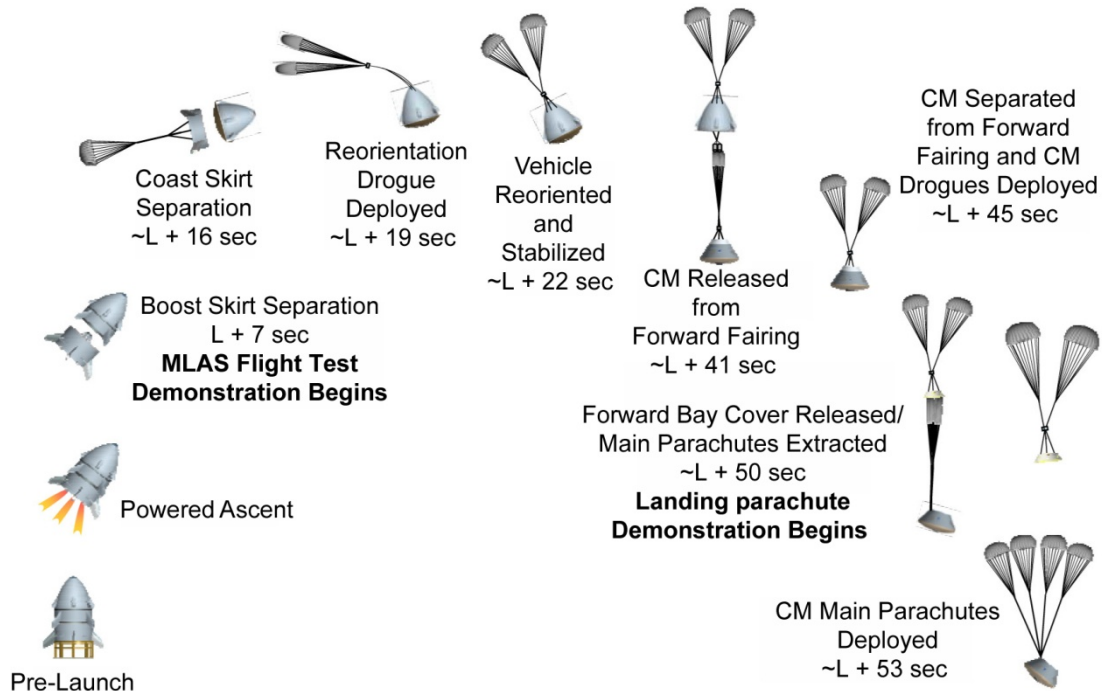 Pre-Launch
Powered Ascent
Boost Skirt Separation
L + 7 sec
MLAS Flight Test
Demonstration Begins
Coast Skirt
Separation
~L + 16 sec
Reorientation
Drogue
Deployed
~L + 19 sec
Vehicle
Reoriented
and
Stabilized
~L + 22 sec
CM Released
from
Forward Fairing
~L + 41 sec
CM Separated
from Forward
Fairing and CM
Drogues Deployed
~L + 45 sec
Forward Bay Cover Released/
Main Parachutes Extracted
~L + 50 sec
Landing parachute
Demonstration Begins
CM Main Parachutes
Deployed
~L + 53 sec